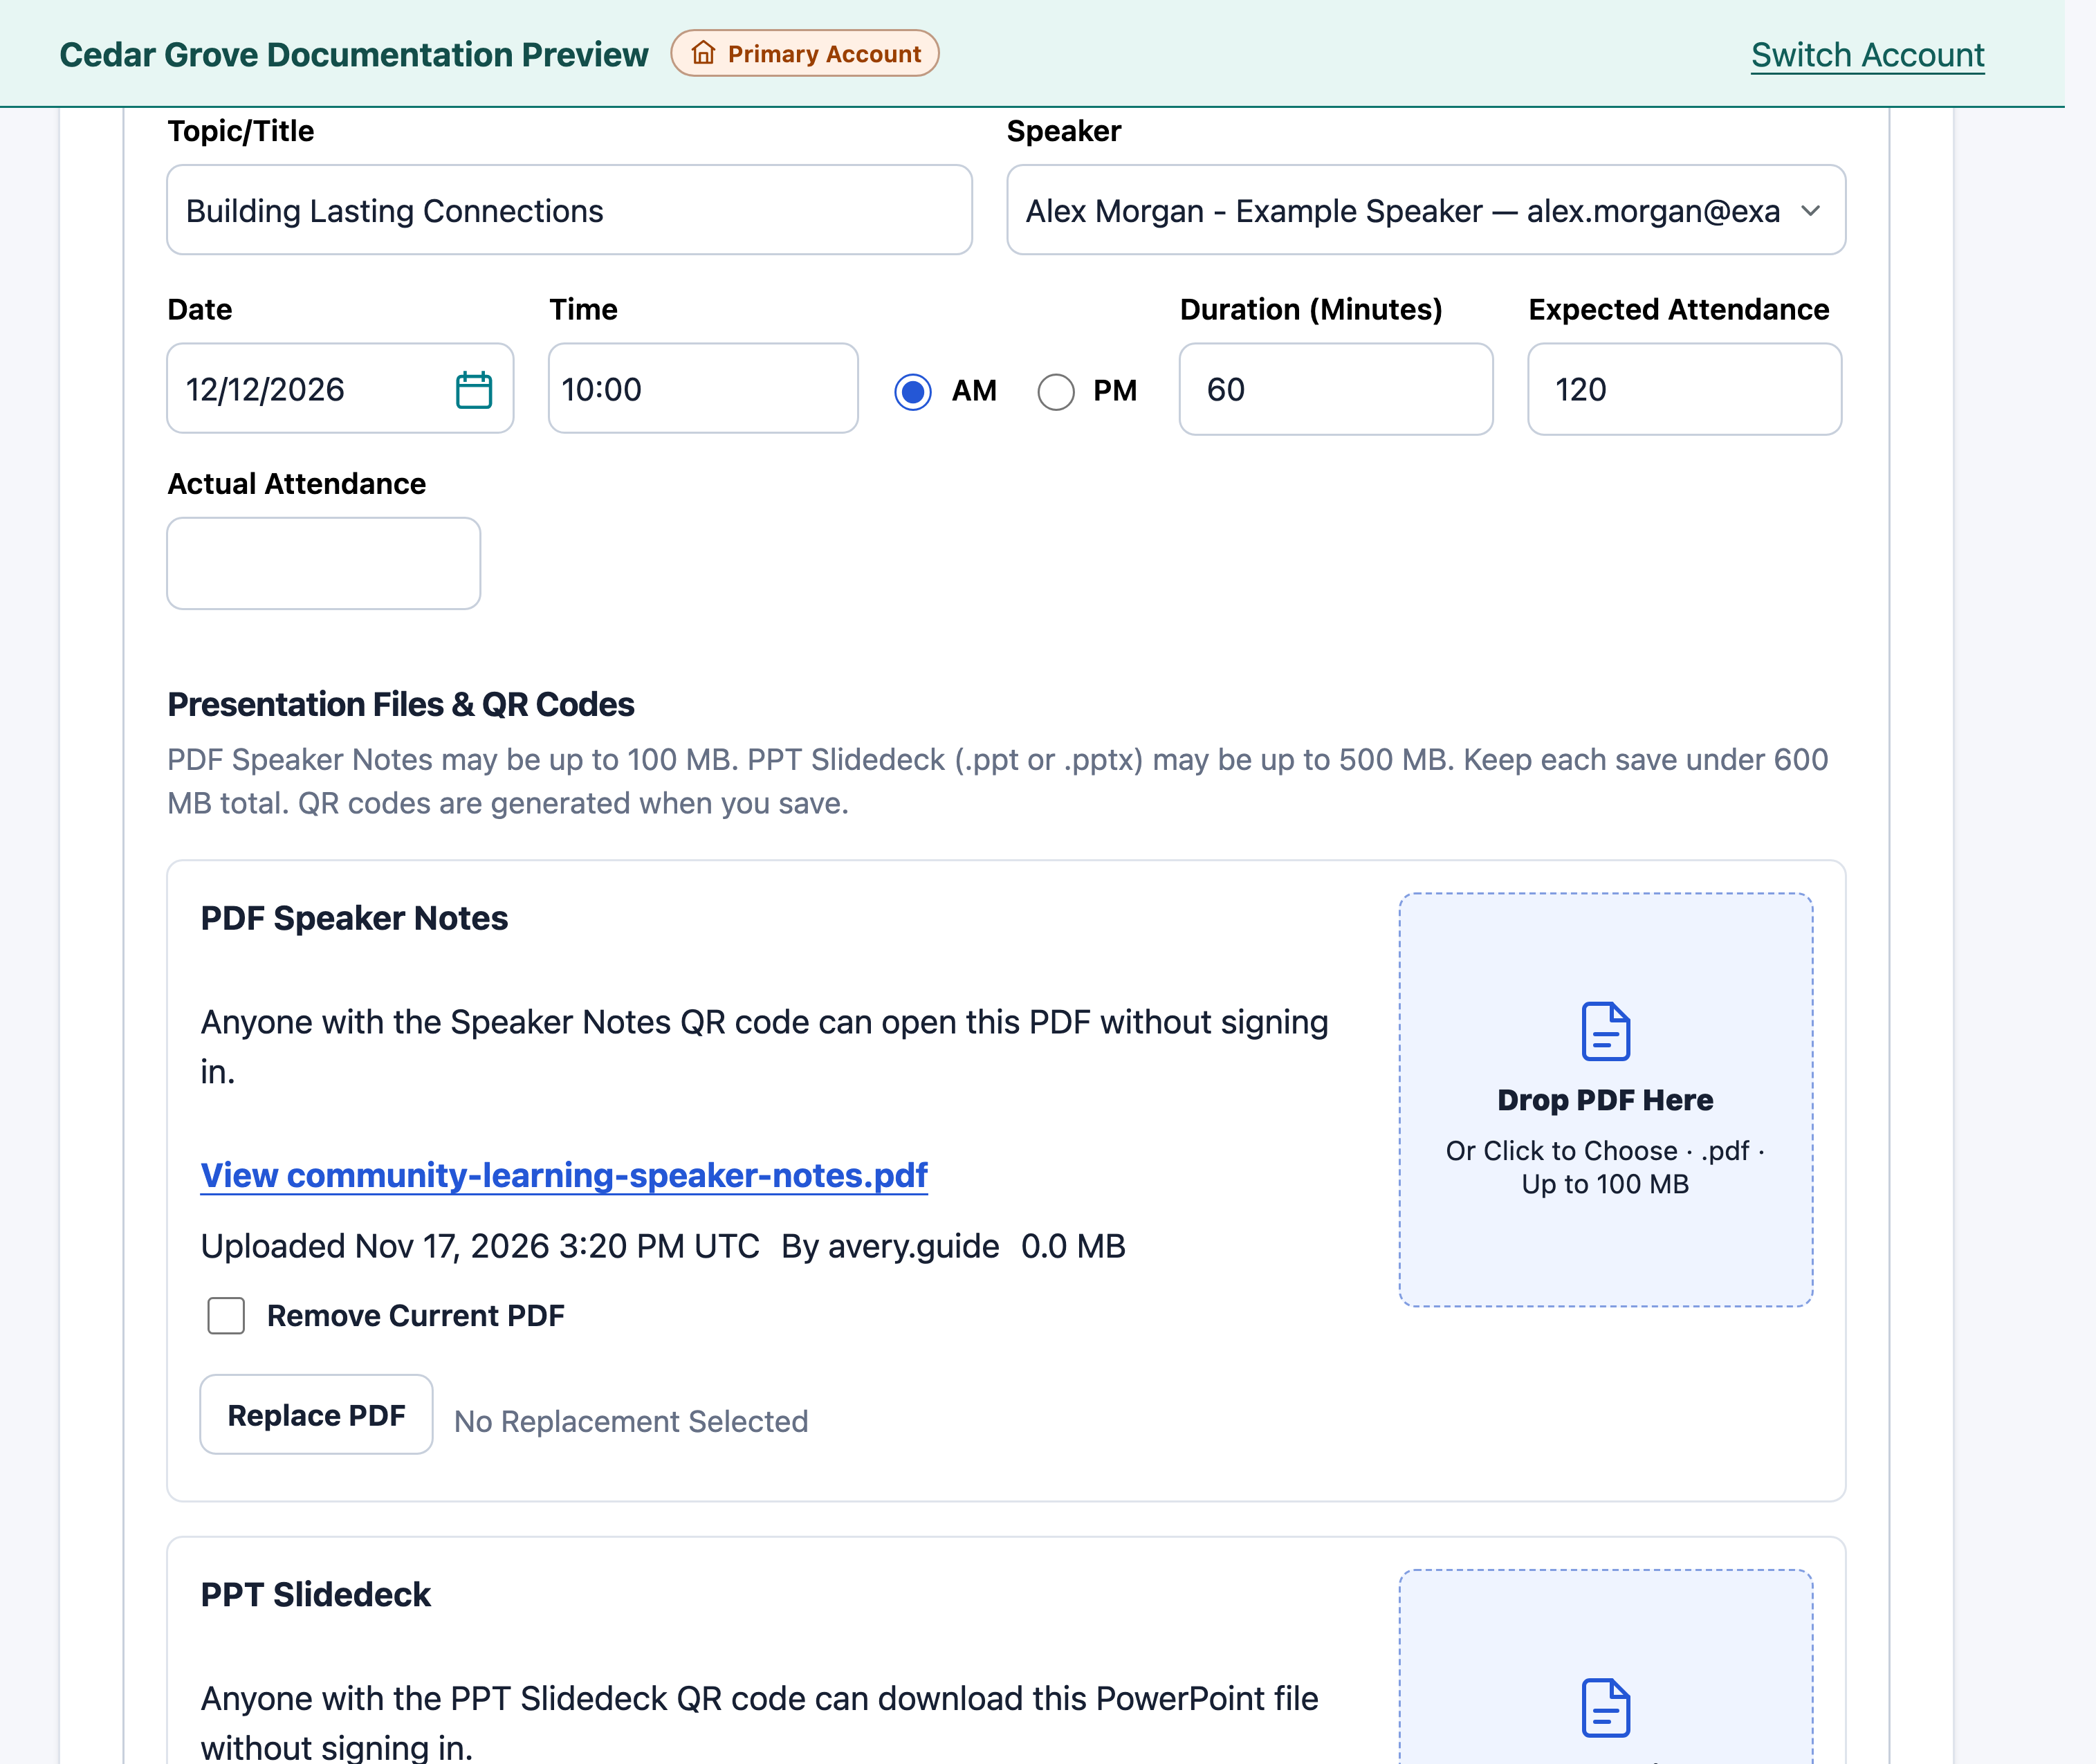 Cedar Grove Documentation Preview
Primary Account
Switch Account
Topic/Title
Speaker
Building Lasting Connections
Alex Morgan - Example Speaker — alex.morgan@exa
Date
Time
Duration (Minutes)
Expected Attendance
12/12/2026
10:00
AM
PM
60
120
Actual Attendance
Presentation Files & QR Codes
PDF Speaker Notes may be up to 100 MB. PPT Slidedeck (.ppt or .pptx) may be up to 500 MB. Keep each save under 600
MB total. QR codes are generated when you save.
PDF Speaker Notes
Anyone with the Speaker Notes QR code can open this PDF without signing
in.
View community-learning-speaker-notes.pdf
Uploaded Nov 17, 2026 3:20 PM UTC By avery.guide 0.0 MB
Remove Current PDF
Replace PDF
No Replacement Selected
Drop PDF Here
Or Click to Choose · .pdf ·
Up to 100 MB
PPT Slidedeck
Anyone with the PPT Slidedeck QR code can download this PowerPoint file
without signing in.